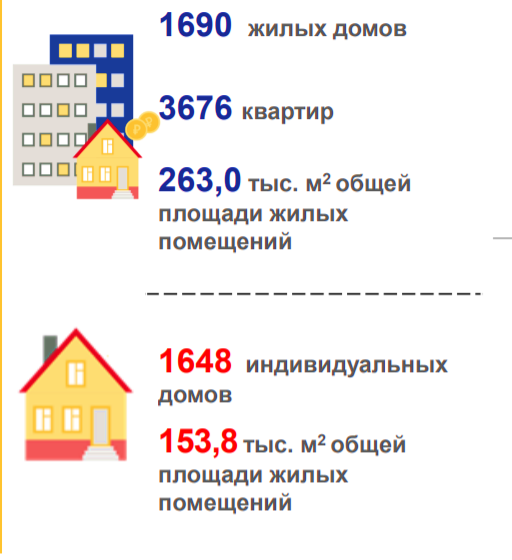 1690 жилых домов
3676 квартир
263,0 тыс. м² общей
площади жилых
помещений
1648 индивидуальных
домов
153,8 тыс. м² общей
площади жилых
помещений